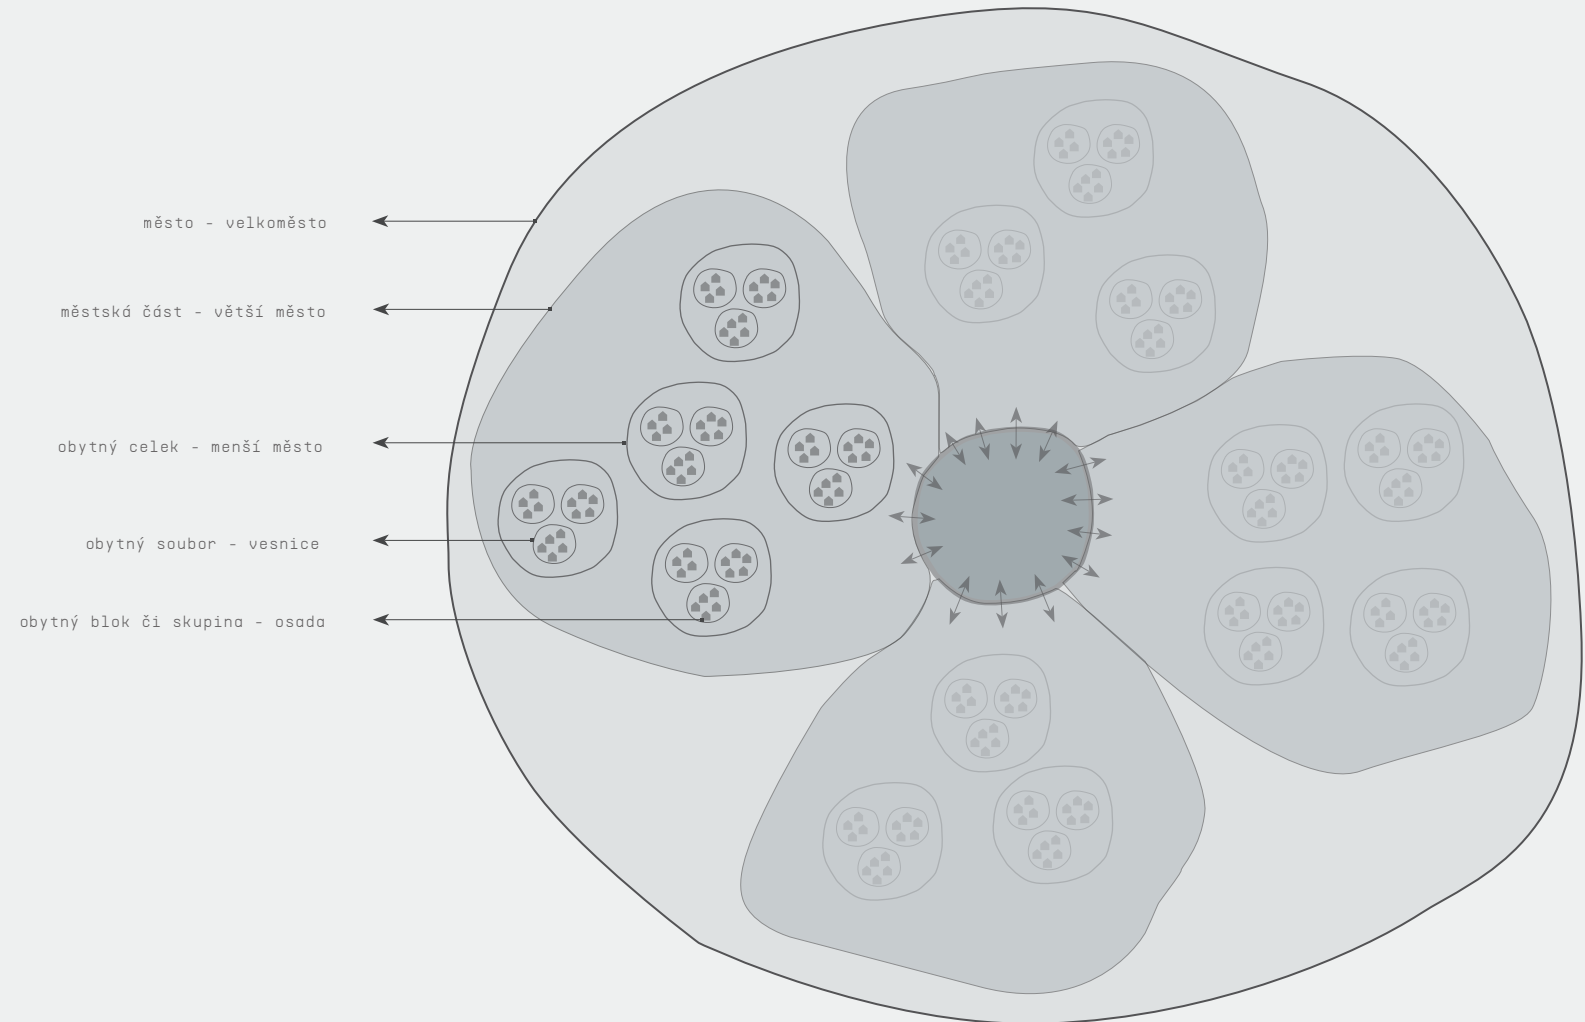 město - velkoměsto
městská část - větší město
obytný celek - menší město
obytný soubor - vesnice
obytný blok či skupina - osada